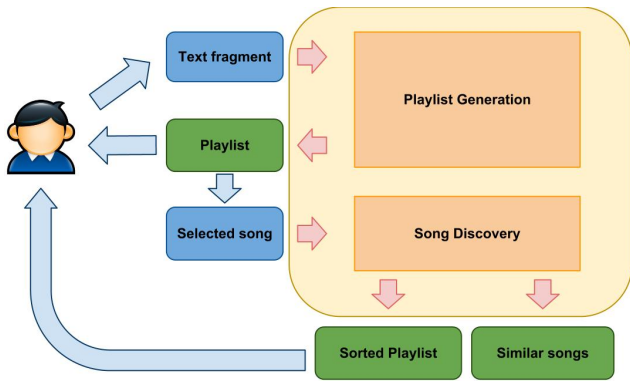 Text fragment
Playlist Generation
Playlist
Selected song
Song Discovery
Sorted Playlist
Similar songs